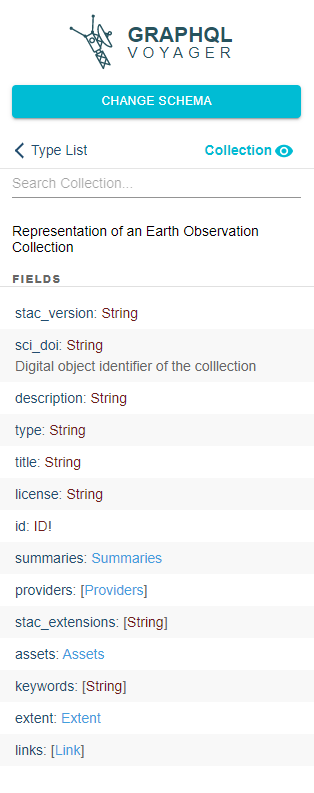 GRAPHQL
VOYAGER
CHANGE SCHEMA
Type List
Collection
Search Collection...
Representation of an Earth Observation
Collection
FIELDS
stac_version: String
sci_doi: String
Digital object identifier of the colllection
description: String
type: String
title: String
license: String
id: ID!
summaries: Summaries
providers: [Providers]
stac_extensions: [String]
assets: Assets
keywords: [String]
extent: Extent
links: [Link]